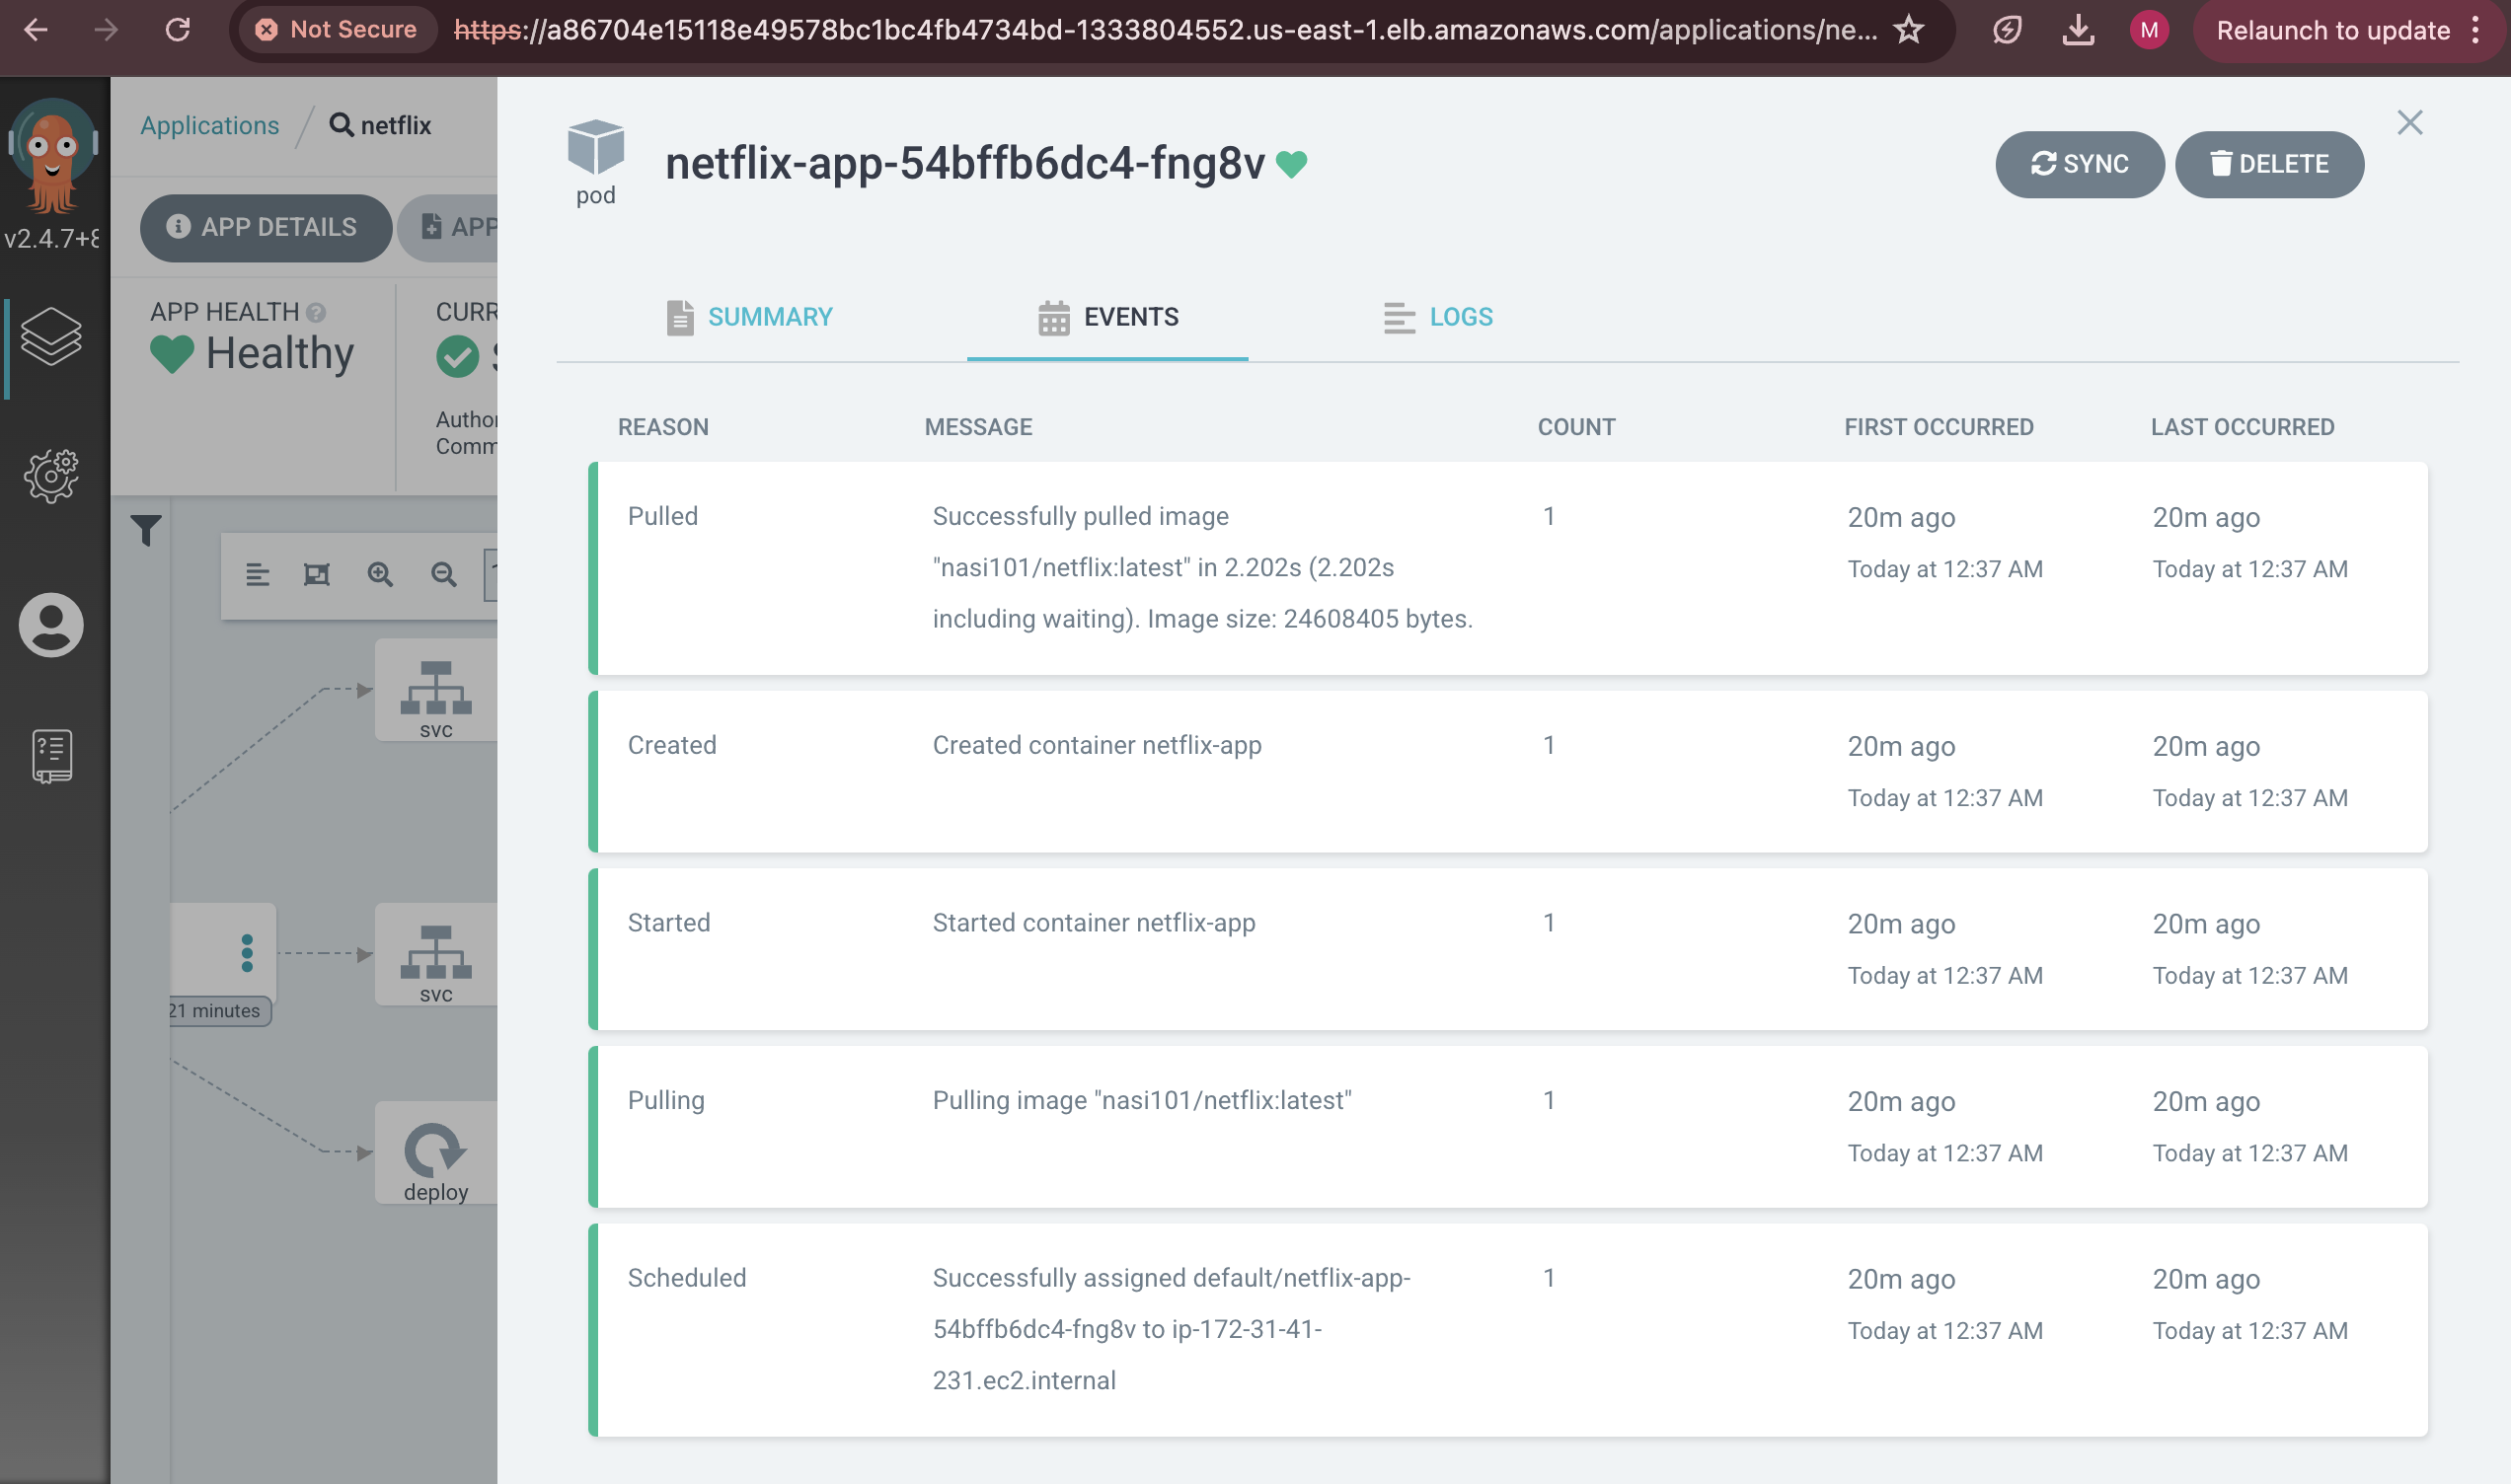 Not Secure
https://a86704e15118e49578bc1bc4fb4734bd-1333804552.us-east-1.elb.amazonaws.com/applications/ne...
M
Relaunch to update
v2.4.7+8
Applications
netflix
APP DETAILS
APP
APP HEALTH
Healthy
CURR
Author
Comm
svc
svc
21 minutes
deploy
pod
netflix-app-54bffb6dc4-fng8v
SYNC
DELETE
SUMMARY
EVENTS
LOGS
REASON MESSAGE COUNT FIRST OCCURRED LAST OCCURRED
Pulled Successfully pulled image 1 20m ago 20m ago
"nasi101/netflix:latest" in 2.202s (2.202s Today at 12:37 AM Today at 12:37 AM
including waiting). Image size: 24608405 bytes.
Created Created container netflix-app 1 20m ago 20m ago
Today at 12:37 AM Today at 12:37 AM
Started Started container netflix-app 1 20m ago 20m ago
Today at 12:37 AM Today at 12:37 AM
Pulling Pulling image "nasi101/netflix:latest" 1 20m ago 20m ago
Today at 12:37 AM Today at 12:37 AM
Scheduled Successfully assigned default/netflix-app- 1 20m ago 20m ago
54bffb6dc4-fng8v to ip-172-31-41- Today at 12:37 AM Today at 12:37 AM
231.ec2.internal